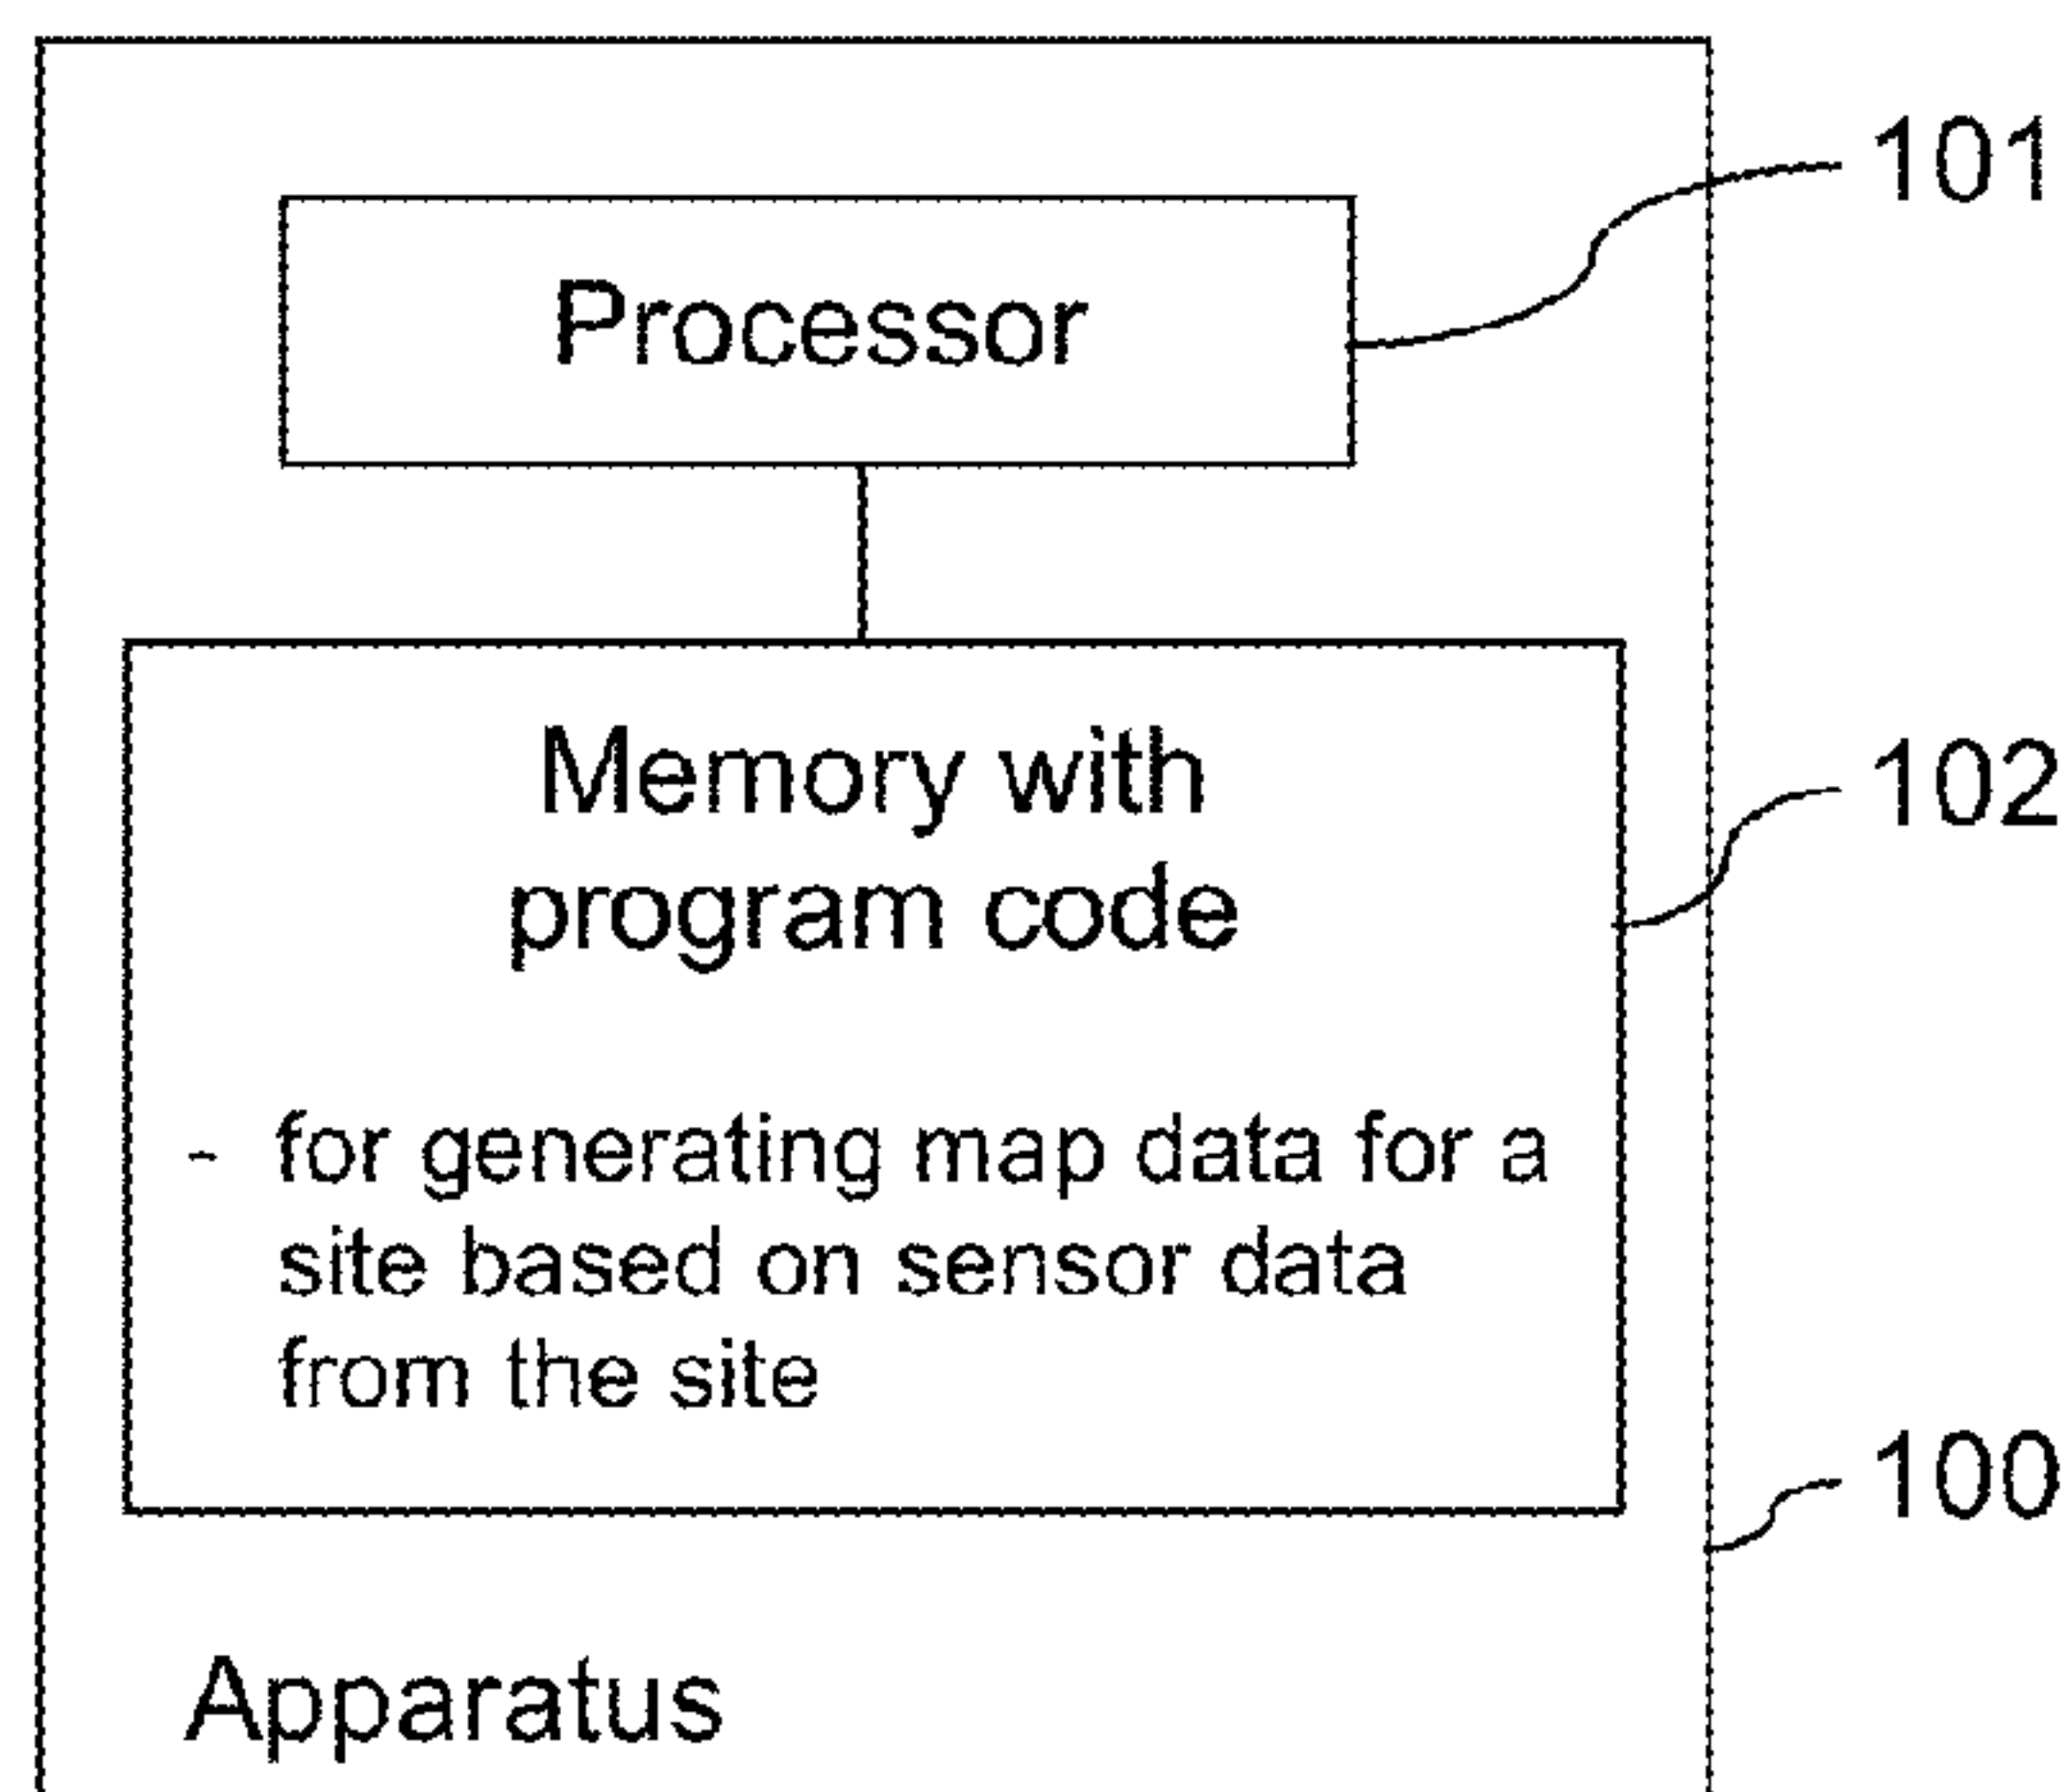 101
Processor
Memory with
102
program code
- for generating map data for a
site based on sensor data
from the site
100
Apparatus